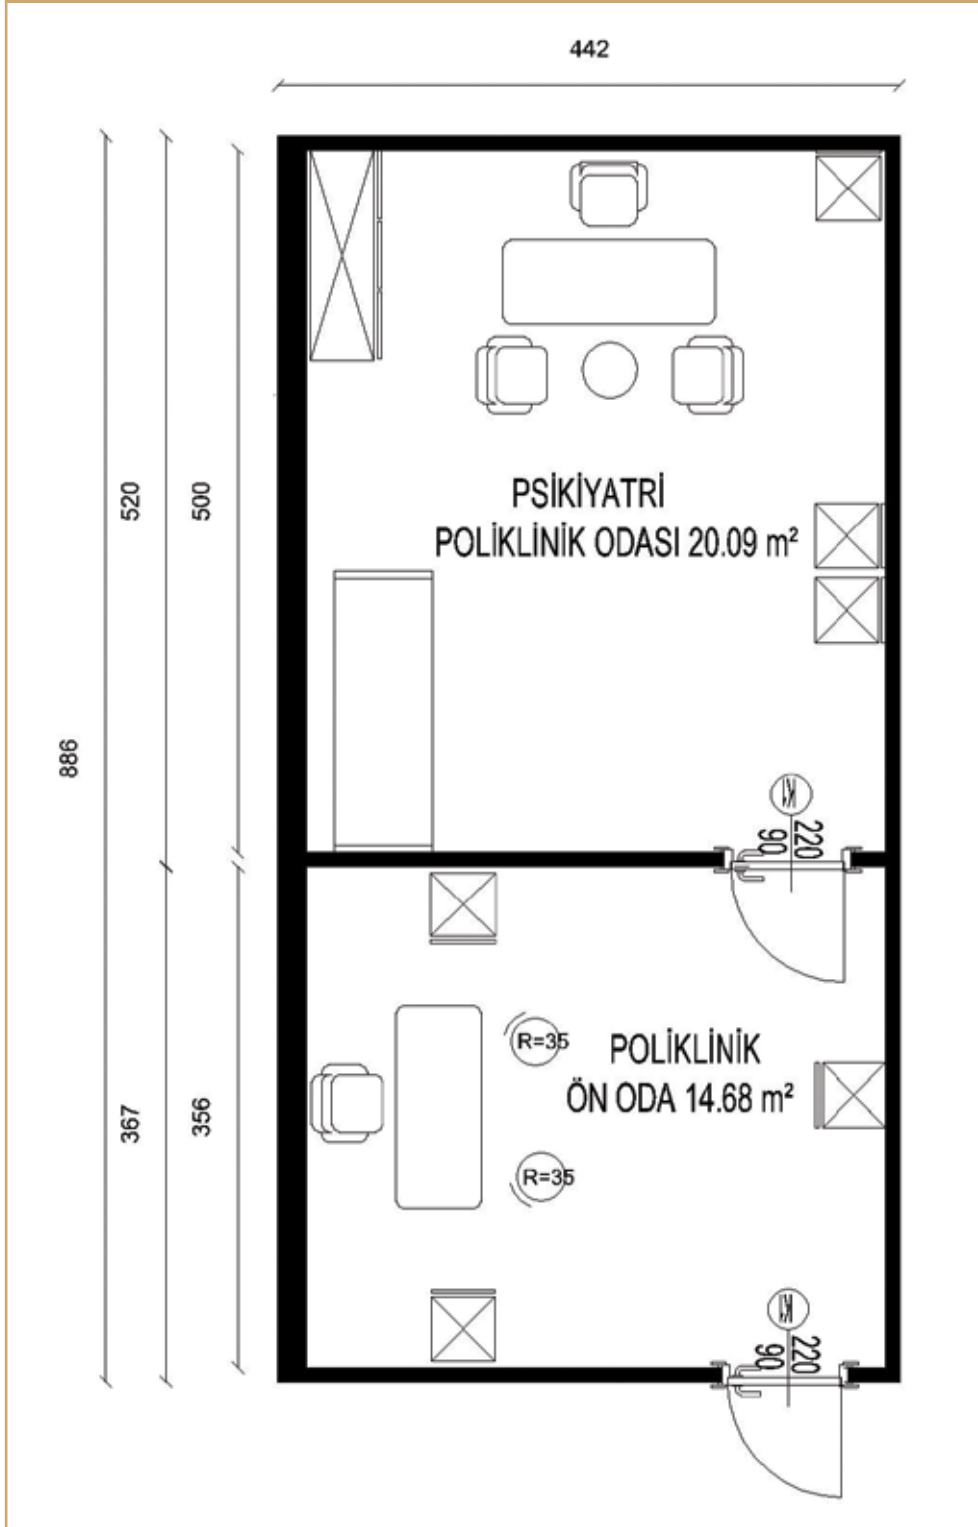 442
520
500
PSİKİYATRİ
POLİKLİNİK ODASI 20.09 m²
886
90
220
R=35
POLİKLİNİK
ÖN ODA 14.68 m²
367
356
R=35
90
220